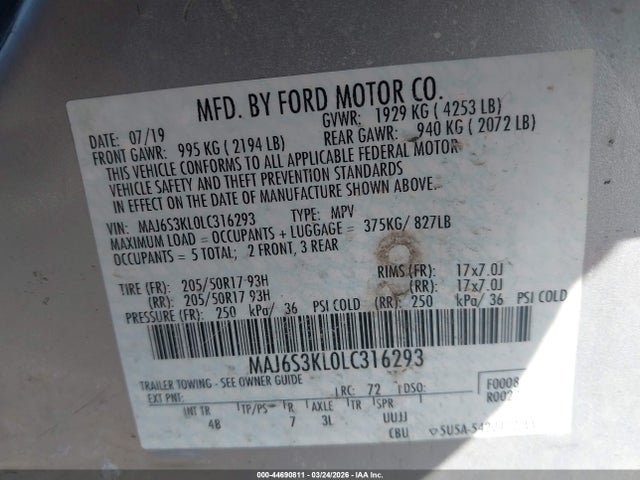 MFD. BY FORD MOTOR CO.
DATE: 07/19 GVWR: 1929 KG ( 4253 LB)
FRONT GAWR: 995 KG ( 2194 LB) REAR GAWR: 940 KG ( 2072 LB)
THIS VEHICLE CONFORMS TO ALL APPLICABLE FEDERAL MOTOR
VEHICLE SAFETY AND THEFT PREVENTION STANDARDS
IN EFFECT ON THE DATE OF MANUFACTURE SHOWN ABOVE.
VIN: MAJ6S3KL0LC316293 TYPE: MPV
MAXIMUM LOAD = OCCUPANTS + LUGGAGE = 375KG/ 827LB
OCCUPANTS = 5 TOTAL; 2 FRONT, 3 REAR
TIRE (FR): 205/50R17 93H RIMS (FR): 17x7.0J
(RR): 205/50R17 93H (RR): 17x7.0J
PRESSURE (FR): 250 kPa/ 36 PSI COLD (RR): 250 kPa/ 36 PSI COLD
MAJ6S3KL0LC316293
TRAILER TOWING - SEE OWNER GUIDE
EXT PNT: RC: 72 DSO: F0008
R002
INT TR TP/PS R AXLE TR SPR
4B 7 3L UUJJ
CBU
000-44690811 - 03/24/2026 - IAA, Inc.